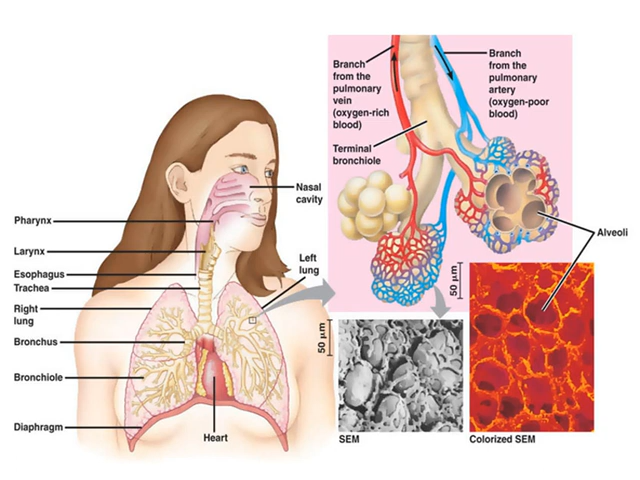 Branch
from the
pulmonary
vein
(oxygen-rich
blood)
Terminal
bronchiole
Branch
from the
pulmonary
artery
(oxygen-poor
blood)
Alveoli
Nasal
cavity
Pharynx
Larynx
Esophagus
Trachea
Right
lung
Bronchus
Bronchiole
Diaphragm
Left
lung
Heart
50 µm
50 µm
SEM
Colorized SEM